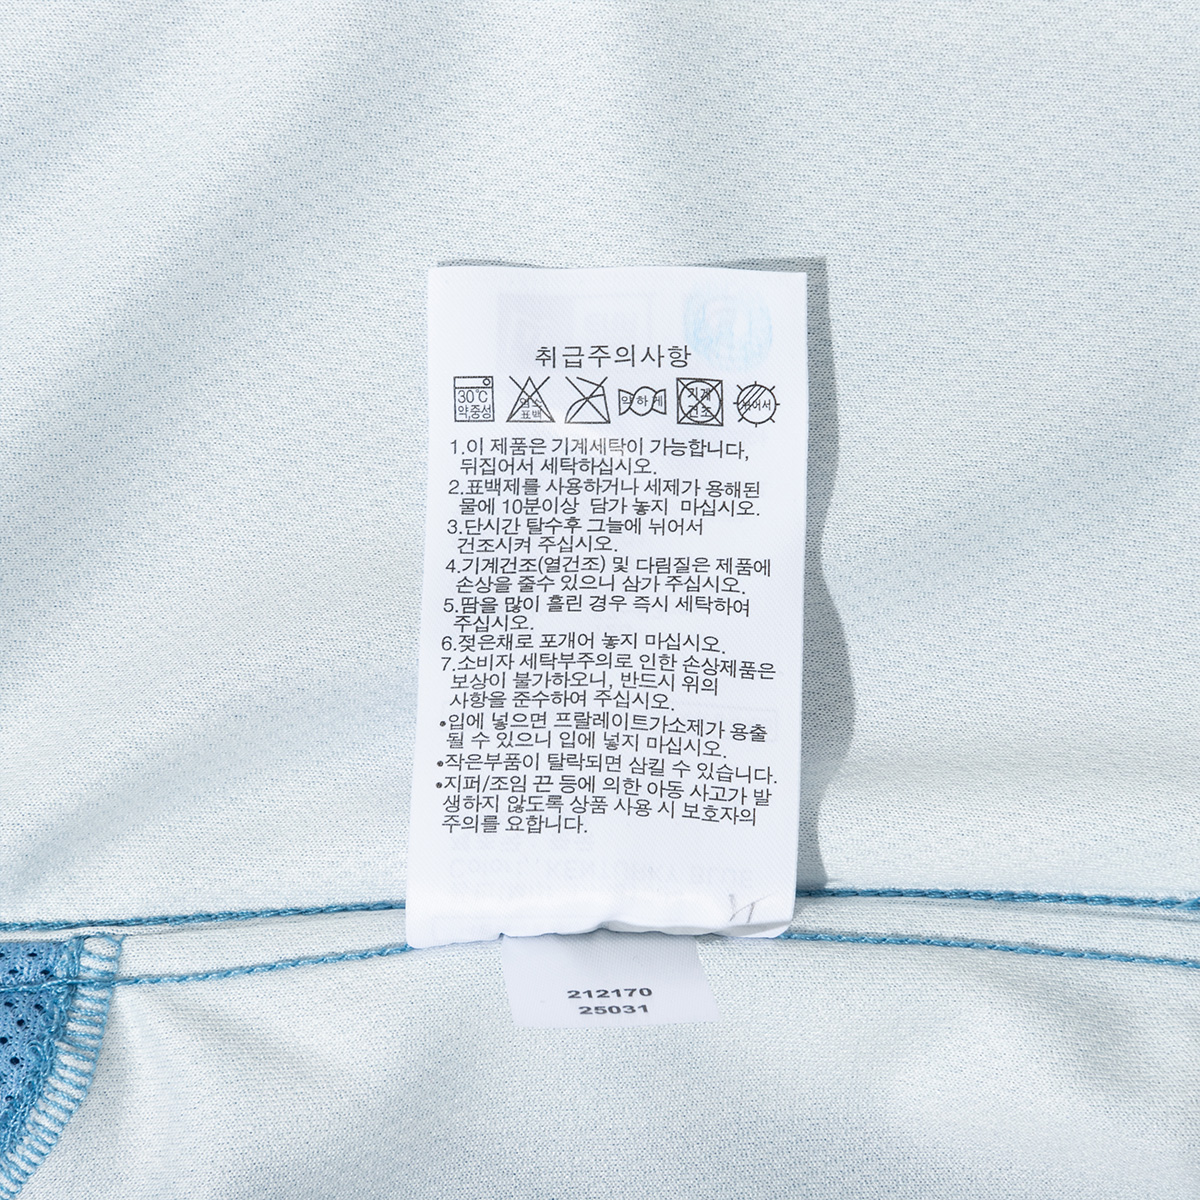 취급주의사항
30℃
약중성
염소
표백
약하게
기계
건조
뉘어서
1.이 제품은 기계세탁이 가능합니다,
뒤집어서 세탁하십시오.
2.표백제를 사용하거나 세제가 용해된
물에 10분이상 담가 놓지 마십시오.
3.단시간 탈수후 그늘에 뉘어서
건조시켜 주십시오.
4.기계건조(열건조) 및 다림질은 제품에
손상을 줄수 있으니 삼가 주십시오.
5.땀을 많이 흘린 경우 즉시 세탁하여
주십시오.
6.젖은채로 포개어 놓지 마십시오.
7.소비자 세탁부주의로 인한 손상제품은
보상이 불가하오니, 반드시 위의
사항을 준수하여 주십시오.
•입에 넣으면 프탈레이트가소제가 용출
될 수 있으니 입에 넣지 마십시오.
•작은부품이 탈락되면 삼킬 수 있습니다.
•지퍼/조임 끈 등에 의한 아동 사고가 발
생하지 않도록 상품 사용 시 보호자의
주의를 요합니다.
212170
25031